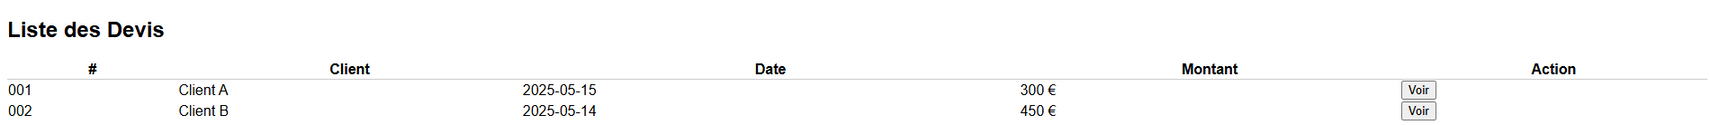 Liste des Devis
# Client Date Montant Action
001 Client A 2025-05-15 300 € Voir
002 Client B 2025-05-14 450 € Voir